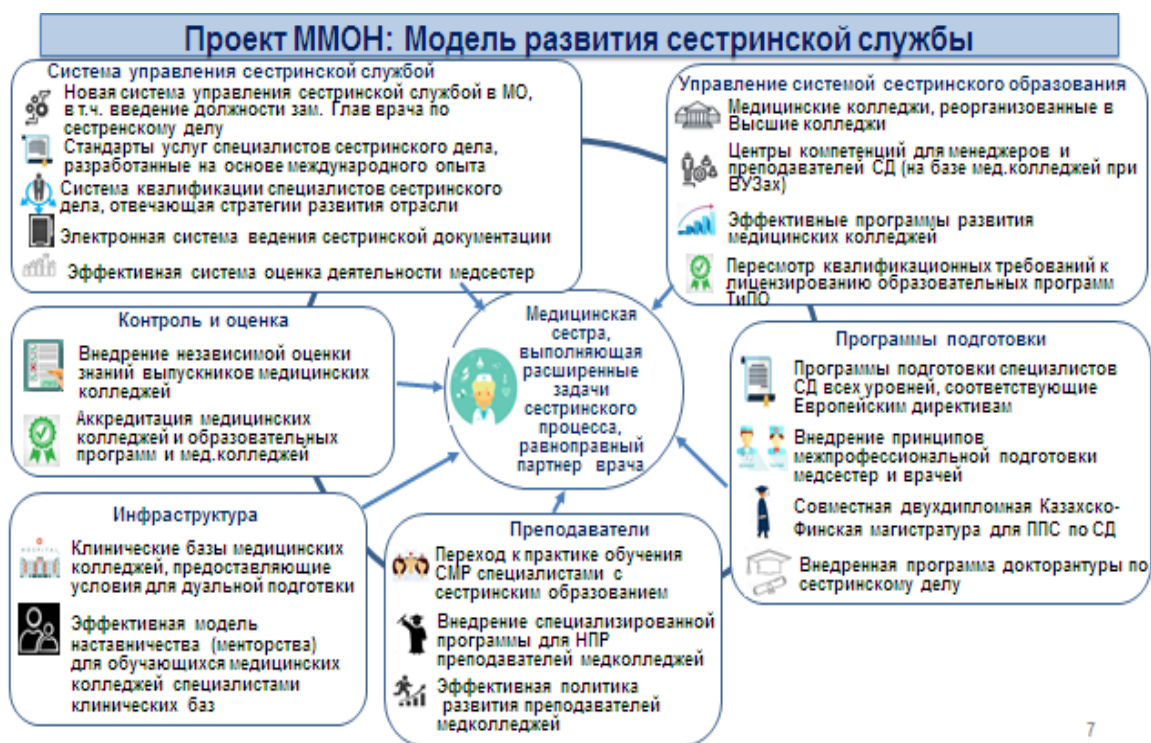 Проект ММОН: Модель развития сестринской службы
Система управления сестринской службой
Новая система управления сестринской службой в МО,
в т.ч. введение должности зам. Глав врача по
сестренскому делу
Стандарты услуг специалистов сестринского дела,
разработанные на основе международного опыта
Система квалификации специалистов сестринского
дела, отвечающая стратегии развития отрасли
Электронная система ведения сестринской документации
Эффективная система оценка деятельности медсестер
Управление системой сестринского образования
Медицинские колледжи, реорганизованные в
Высшие колледжи
Центры компетенций для менеджеров и
преподавателей СД (на базе мед.колледжей при
ВУЗах)
Эффективные программы развития
медицинских колледжей
Пересмотр квалификационных требований к
лицензированию образовательных программ
ТиПО
Контроль и оценка
Внедрение независимой оценки
знаний выпускников медицинских
колледжей
Аккредитация медицинских
колледжей и образовательных
программ и мед.колледжей
Медицинская
сестра,
выполняющая
расширенные
задачи
сестринского
процесса,
равноправный
партнер врача
Программы подготовки
Программы подготовки специалистов
СД всех уровней, соответствующие
Европейским директивам
Внедрение принципов
межпрофессиональной подготовки
медсестер и врачей
Совместная двухдипломная Казахско-
Финская магистратура для ППС по СД
Внедренная программа докторантуры по
сестринскому делу
Инфраструктура
HOSPITAL
Клинические базы медицинских
колледжей, предоставляющие
условия для дуальной подготвки
Эффективная модель
наставничества (менторства)
для обучающихся медицинских
колледжей специалистами
клинических баз
Преподаватели
Переход к практике обучения
СМР специалистами с
сестринским образованием
Внедрение специализированной
программы для НПР
преподавателей медколледжей
Эффективная политика
развития преподавателей
медколледжей
7